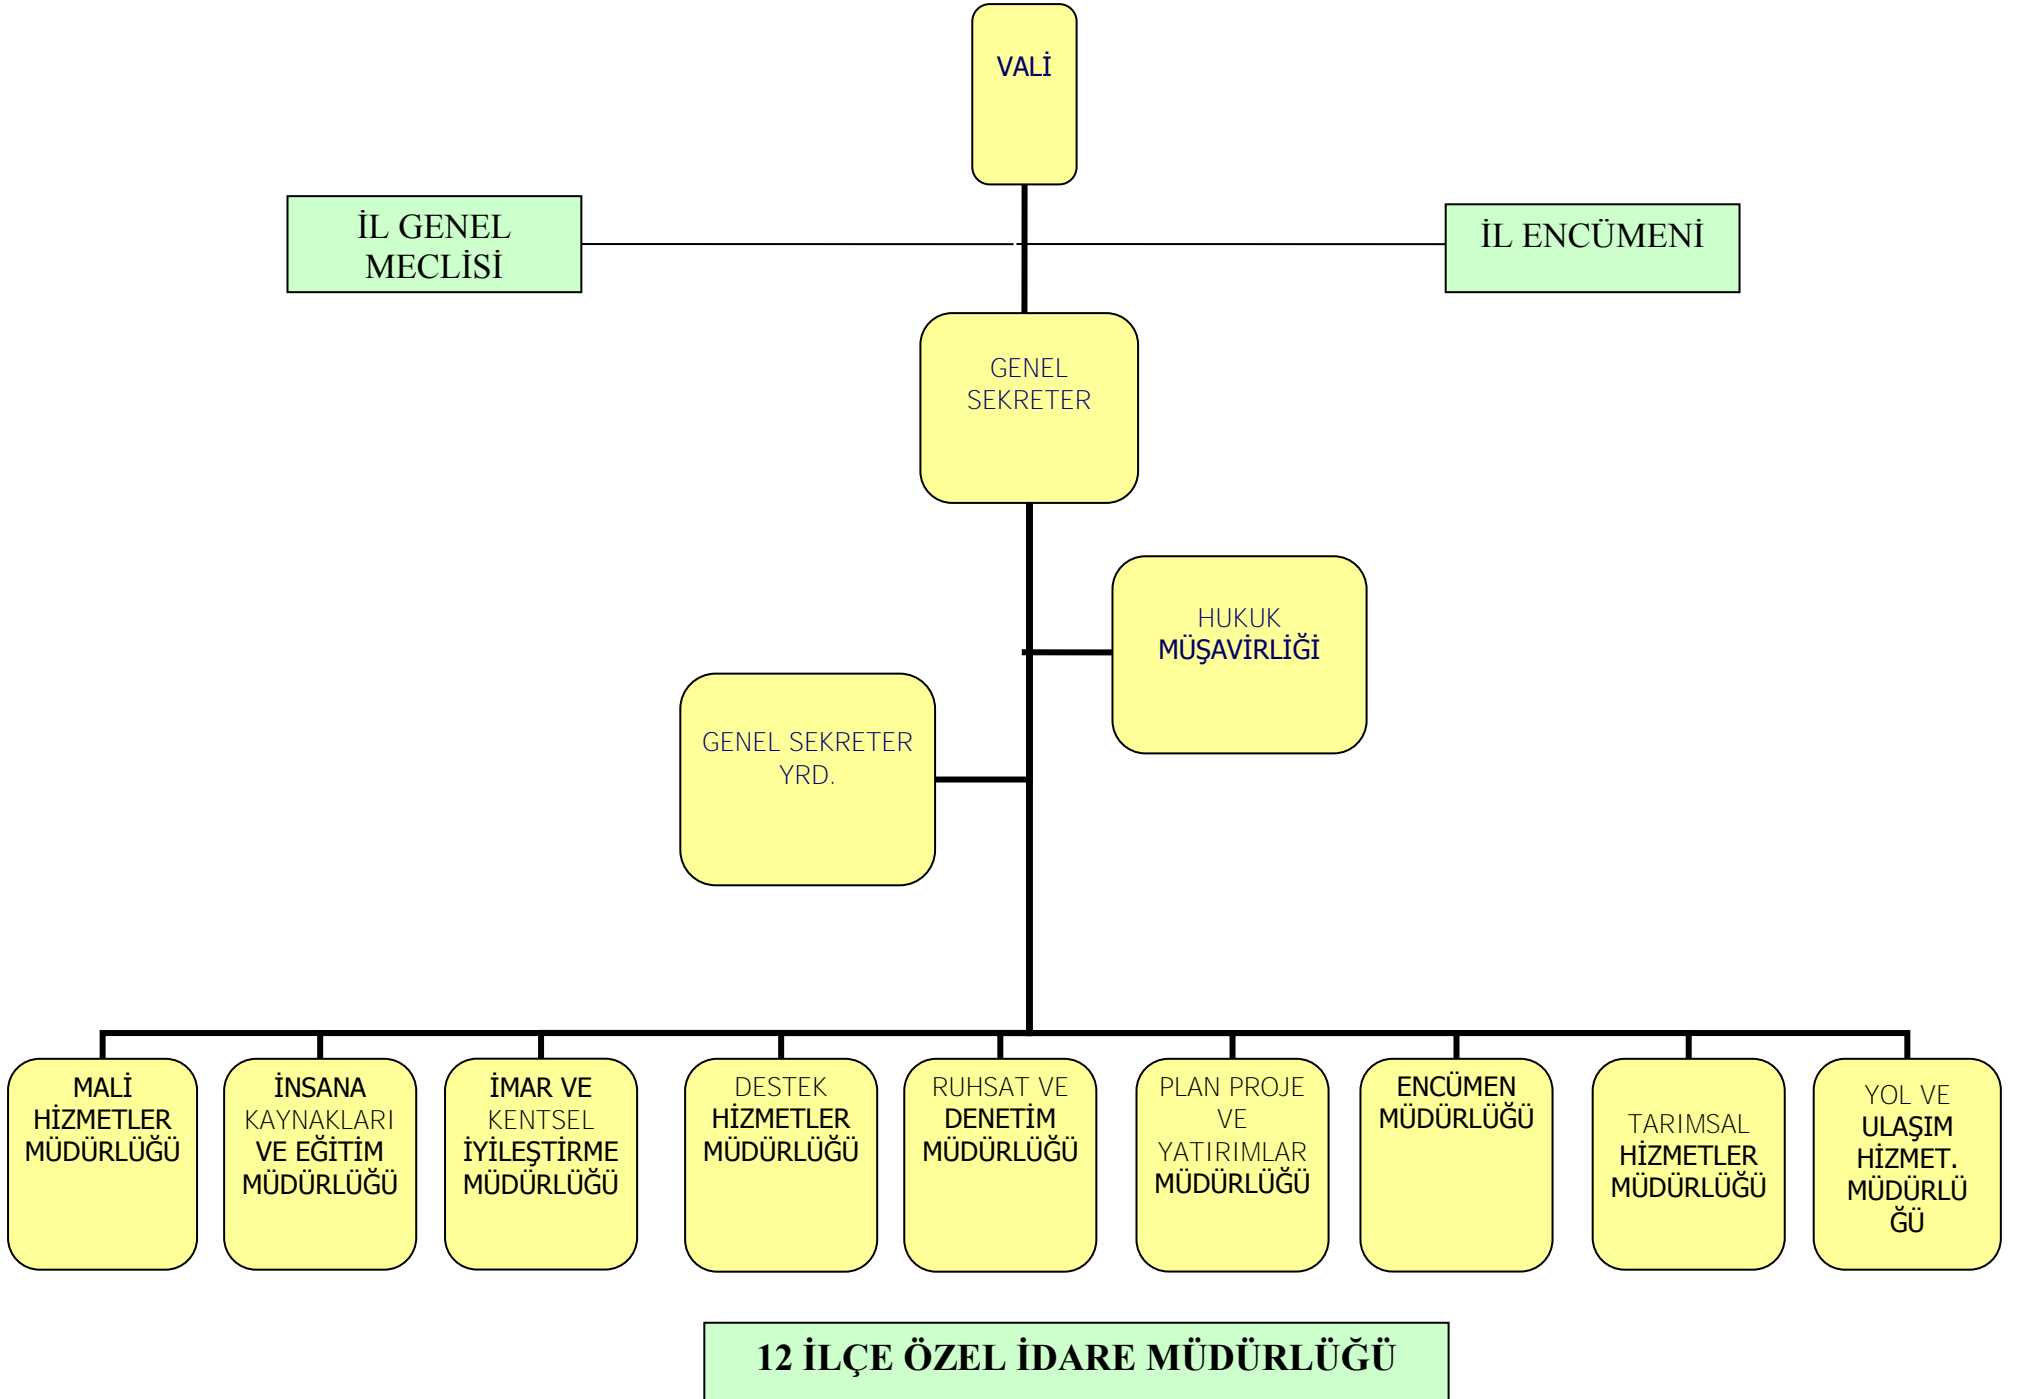 VALİ
İL GENEL
MECLİSİ
İL ENCÜMENİ
GENEL
SEKRETER
HUKUK
MÜŞAVİRLİĞİ
GENEL SEKRETER
YRD.
MALİ
HİZMETLER
MÜDÜRLÜĞÜ
İNSANA
KAYNAKLARI
VE EĞİTİM
MÜDÜRLÜĞÜ
İMAR VE
KENTSEL
İYİLEŞTİRME
MÜDÜRLÜĞÜ
DESTEK
HİZMETLER
MÜDÜRLÜĞÜ
RUHSAT VE
DENETİM
MÜDÜRLÜĞÜ
PLAN PROJE
VE
YATIRIMLAR
MÜDÜRLÜĞÜ
ENCÜMEN
MÜDÜRLÜĞÜ
TARIMSAL
HİZMETLER
MÜDÜRLÜĞÜ
YOL VE
ULAŞIM
HİZMET.
MÜDÜRLÜ
ĞÜ
12 İLÇE ÖZEL İDARE MÜDÜRLÜĞÜ